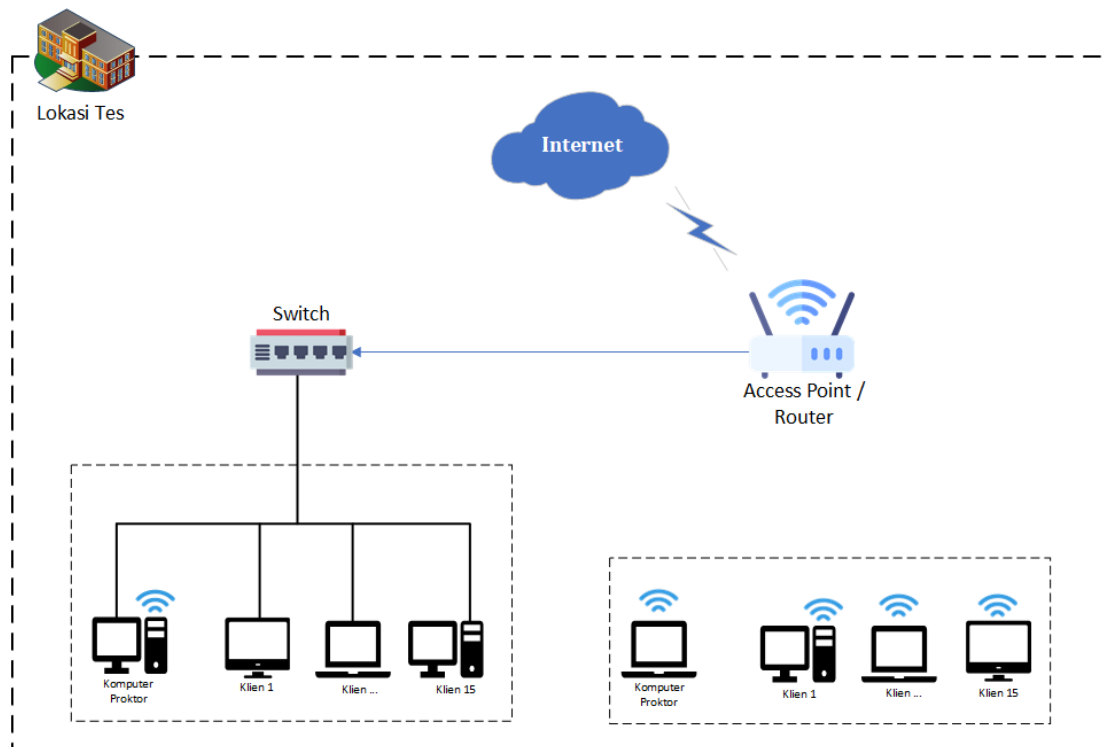 Lokasi Tes
Internet
Switch
Access Point /
Router
Komputer
Proktor
Klien 1
Klien ...
Klien 15
Komputer
Proktor
Klien 1
Klien ...
Klien 15